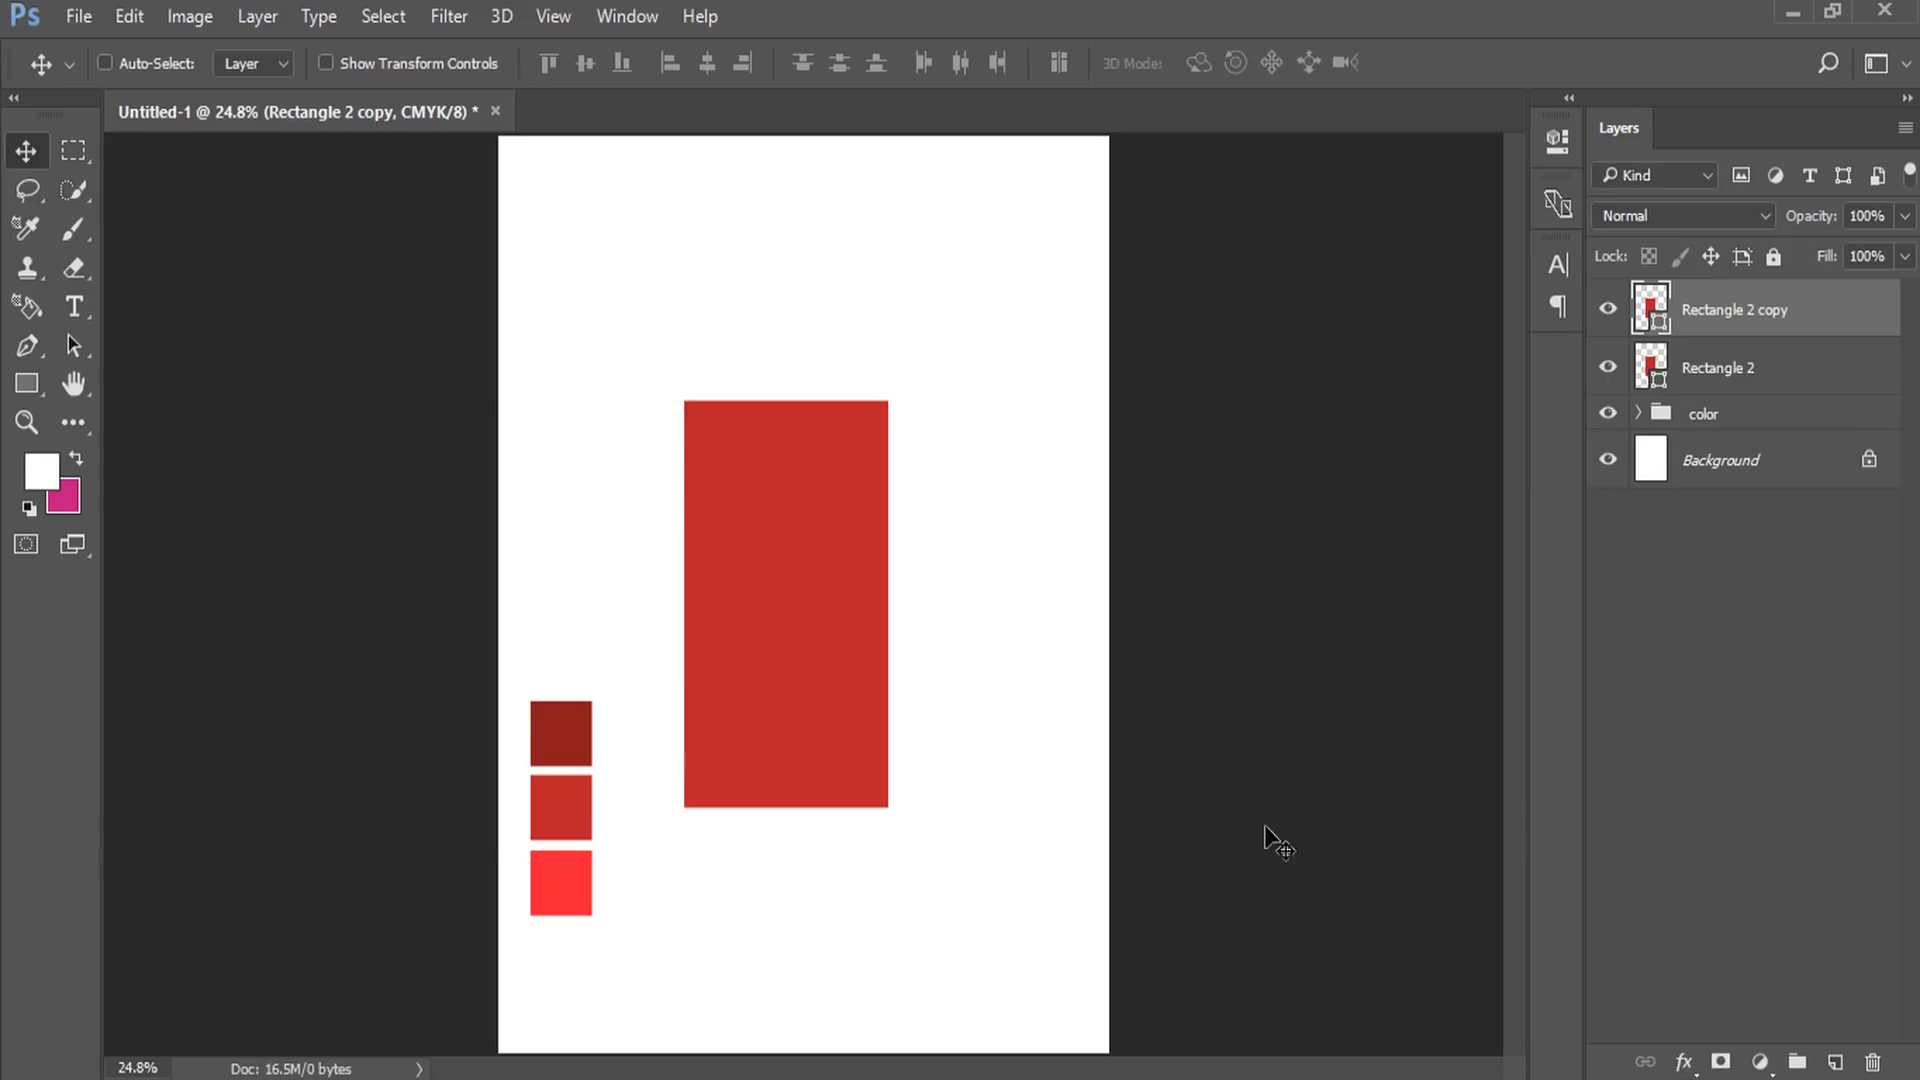 Ps File Edit Image Layer Type Select Filter 3D View Window Help
Auto-Select: Layer Show Transform Controls 3D Mode:
Untitled-1 @ 24.8% (Rectangle 2 copy, CMYK/8) *
Layers
Kind
Normal Opacity: 100%
Lock: Fill: 100%
Rectangle 2 copy
Rectangle 2
color
Background
24.8% Doc: 16.5M/0 bytes